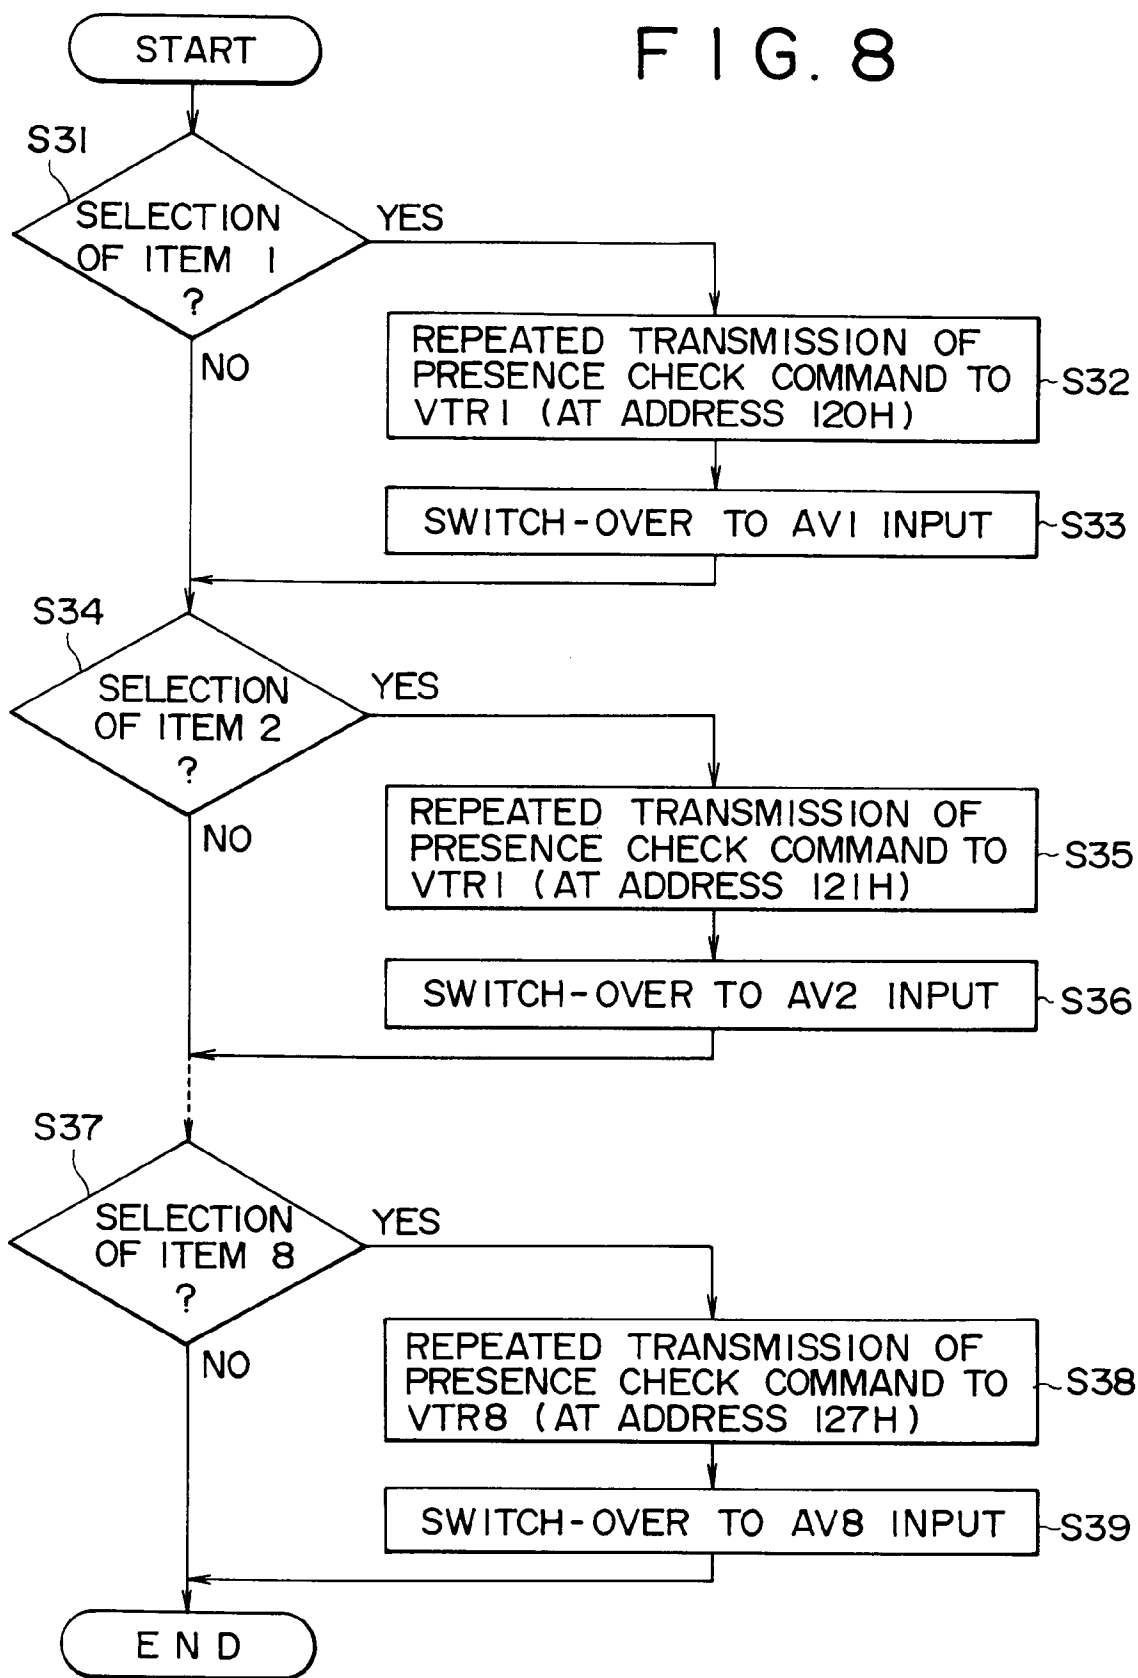 FIG. 8
START
S31
SELECTION
OF ITEM 1
?
YES
NO
REPEATED TRANSMISSION OF
PRESENCE CHECK COMMAND TO
VTR1 (AT ADDRESS 120H)
S32
SWITCH-OVER TO AV1 INPUT
S33
S34
SELECTION
OF ITEM 2
?
YES
NO
REPEATED TRANSMISSION OF
PRESENCE CHECK COMMAND TO
VTR1 (AT ADDRESS 121H)
S35
SWITCH-OVER TO AV2 INPUT
S36
S37
SELECTION
OF ITEM 8
?
YES
NO
REPEATED TRANSMISSION OF
PRESENCE CHECK COMMAND TO
VTR8 (AT ADDRESS 127H)
S38
SWITCH-OVER TO AV8 INPUT
S39
END